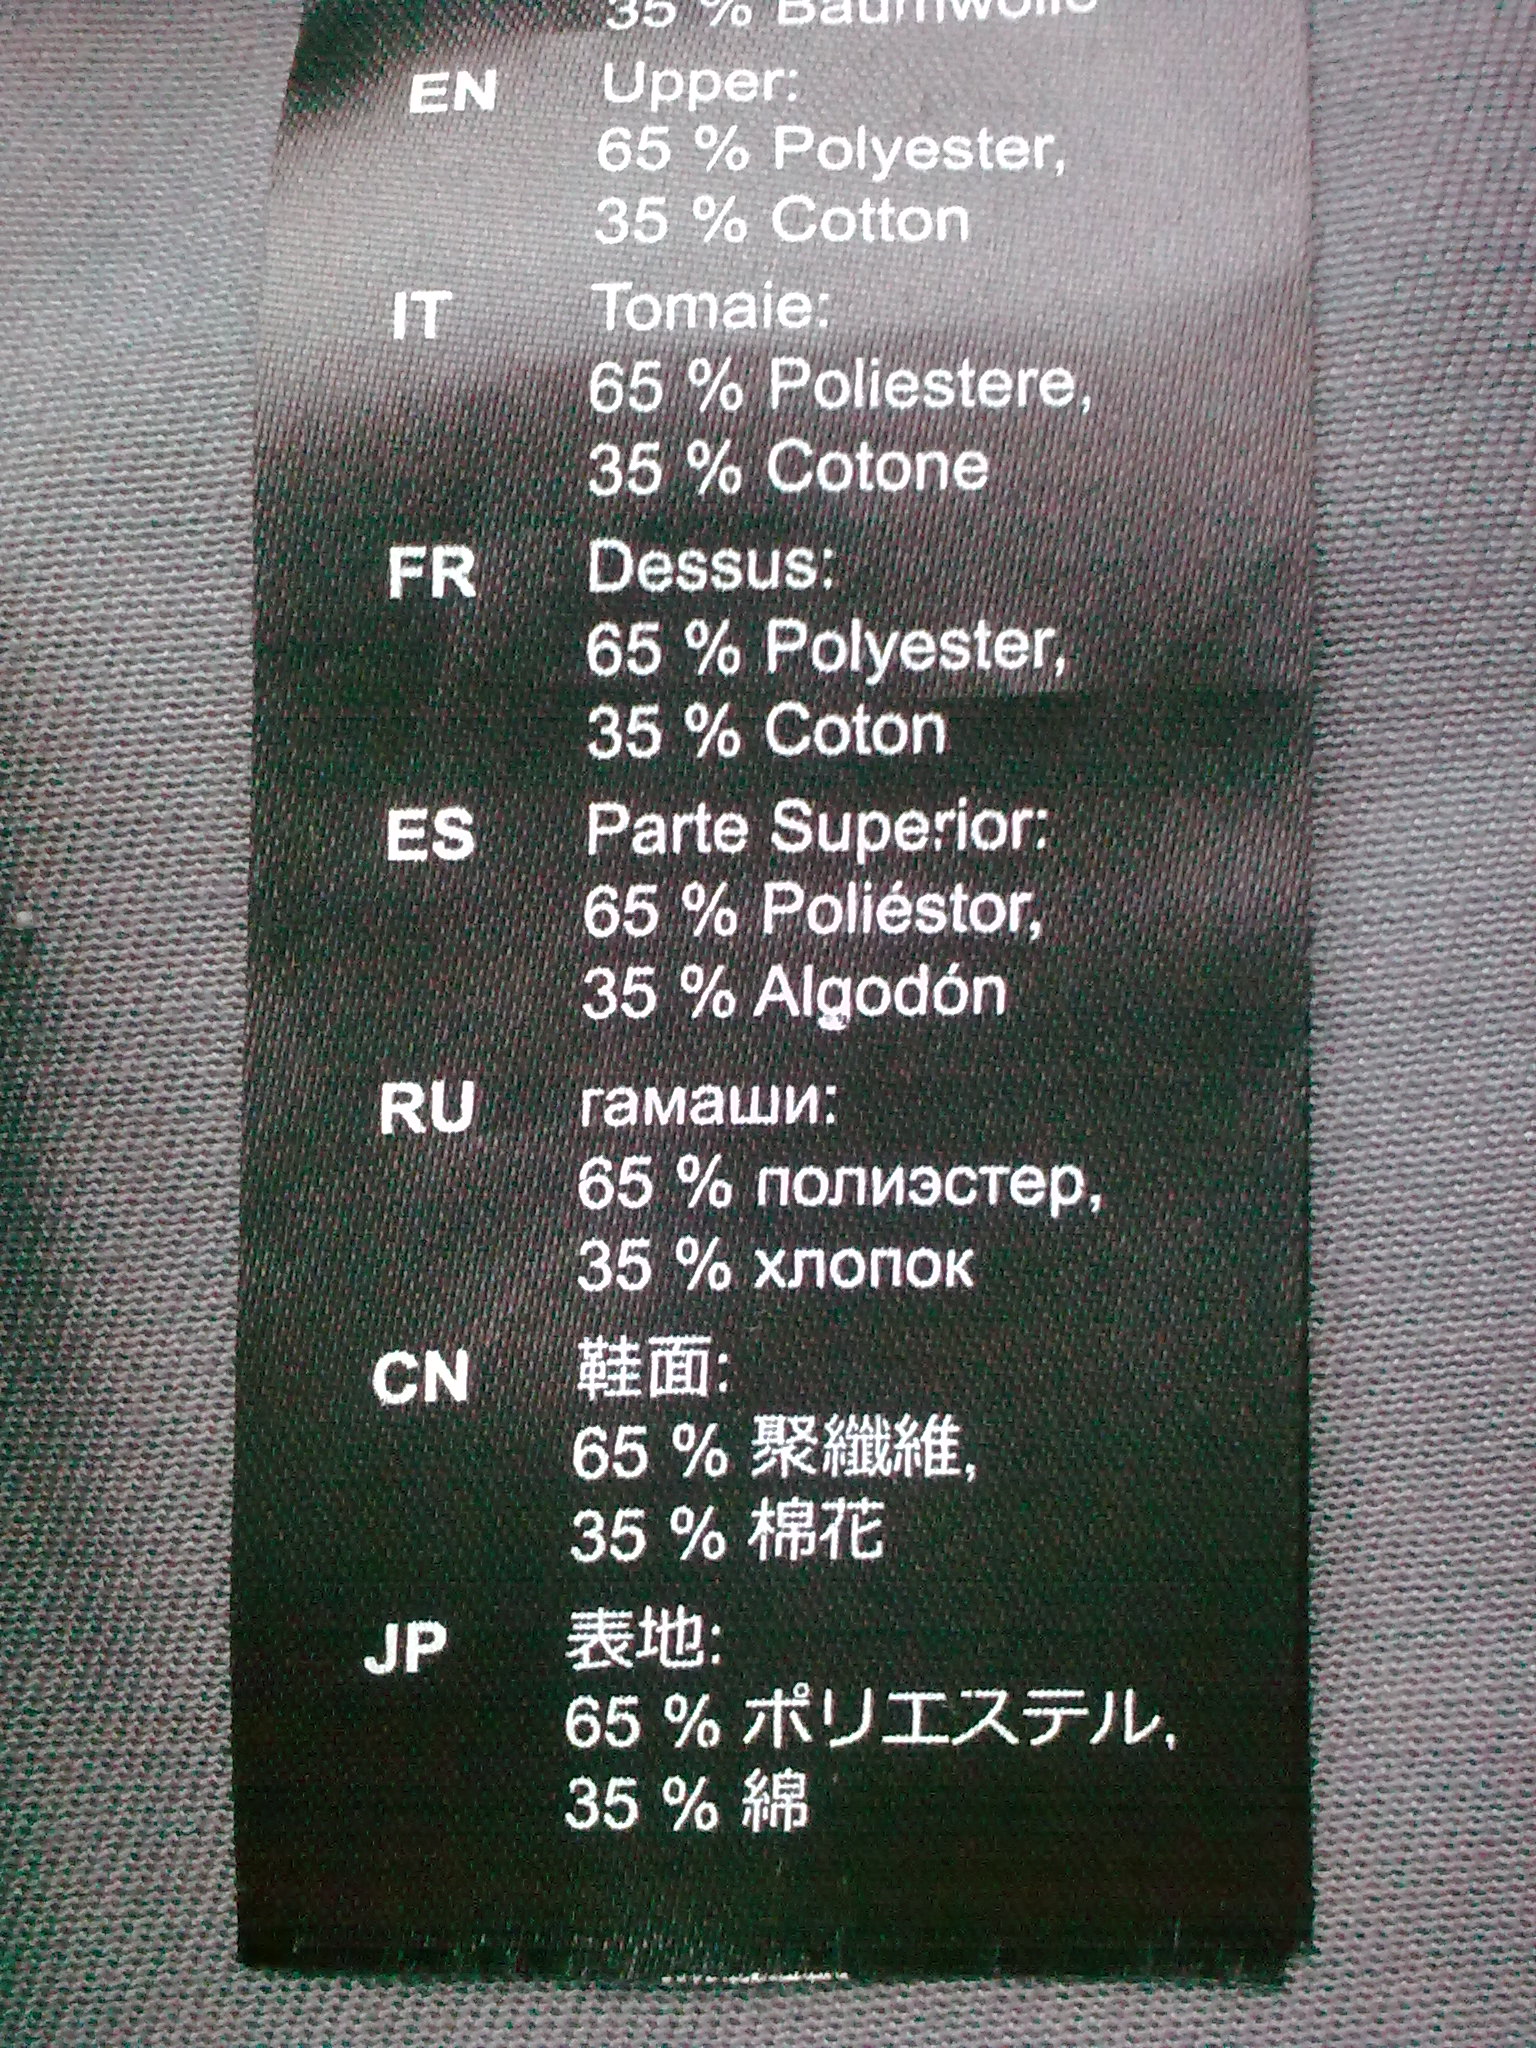 35 % Baumwolle
EN Upper:
65 % Polyester,
35 % Cotton
IT Tomaie:
65 % Poliestere,
35 % Cotone
FR Dessus:
65 % Polyester,
35 % Coton
ES Parte Superior:
65 % Poliéstor,
35 % Algodón
RU гамаши:
65 % полиэстер,
35 % хлопок
CN 鞋面:
65 % 聚纖維,
35 % 棉花
JP 表地:
65 % ポリエステル,
35 % 綿